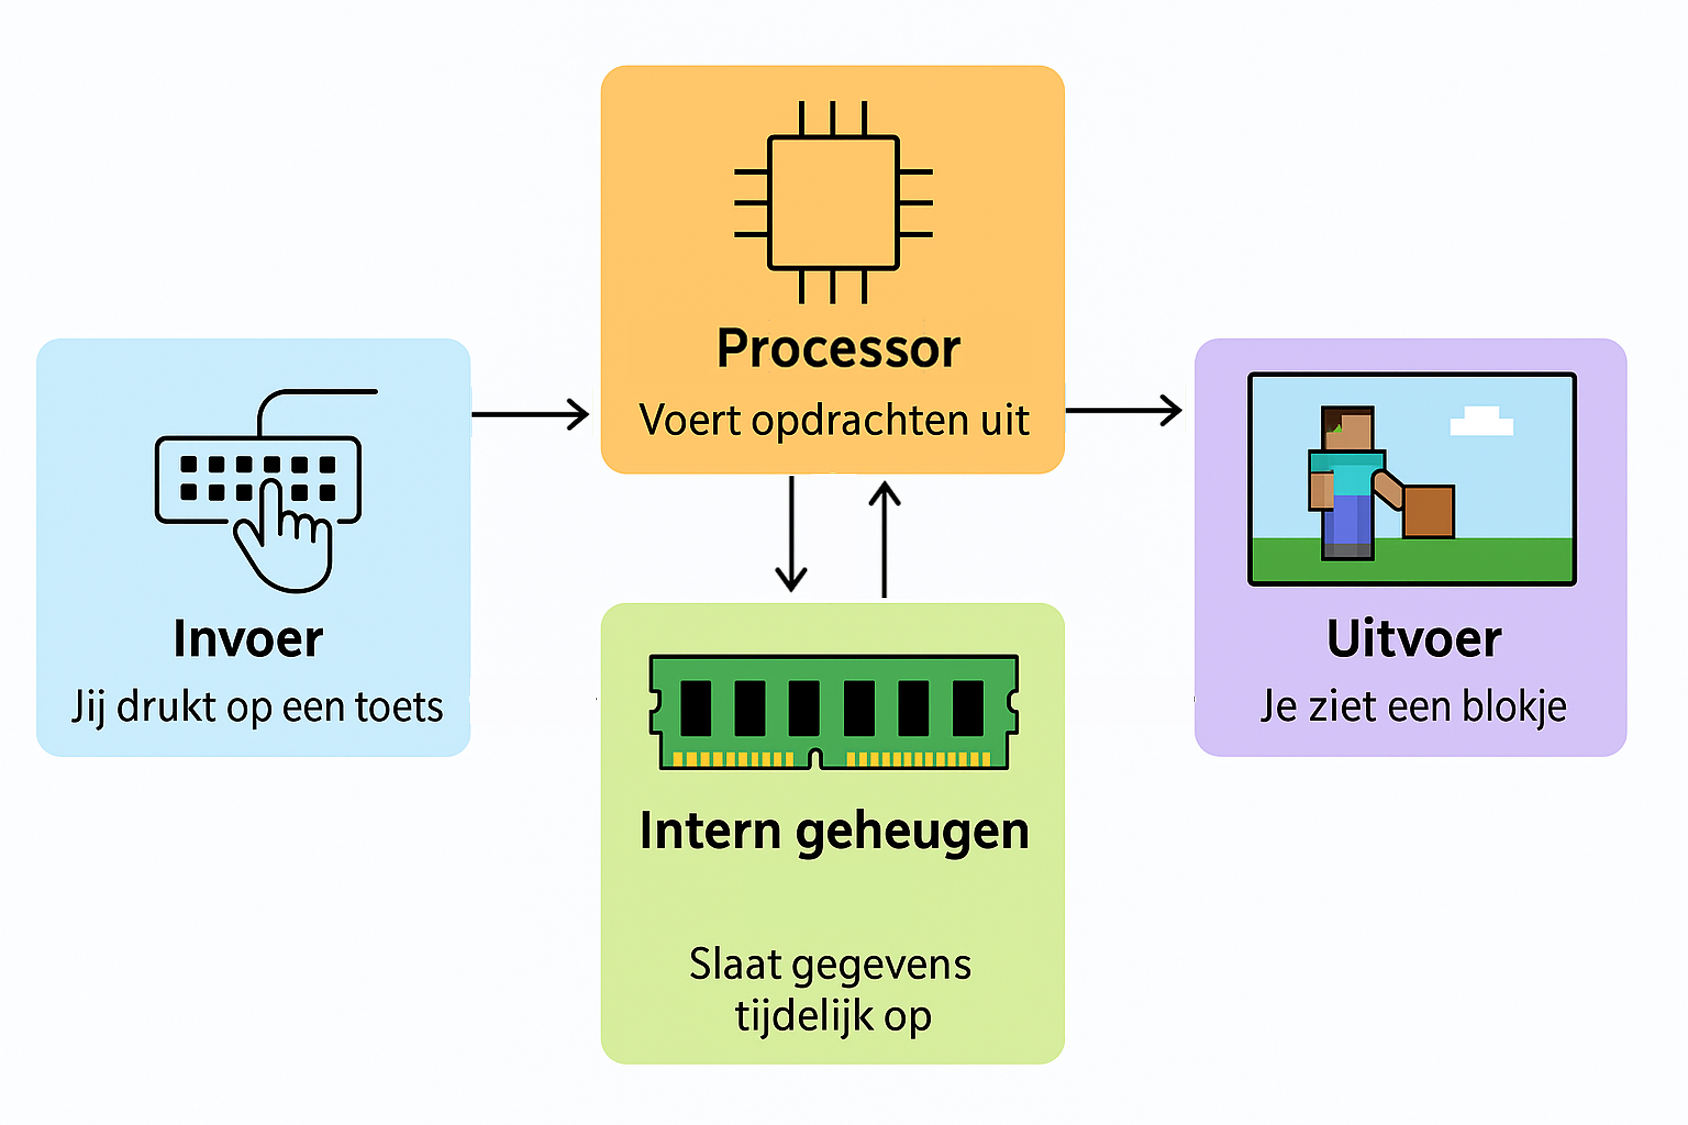 Invoer
Jij drukt op een toets
Processor
Voert opdrachten uit
Intern geheugen
Slaat gegevens
tijdelijk op
Uitvoer
Je ziet een blokje